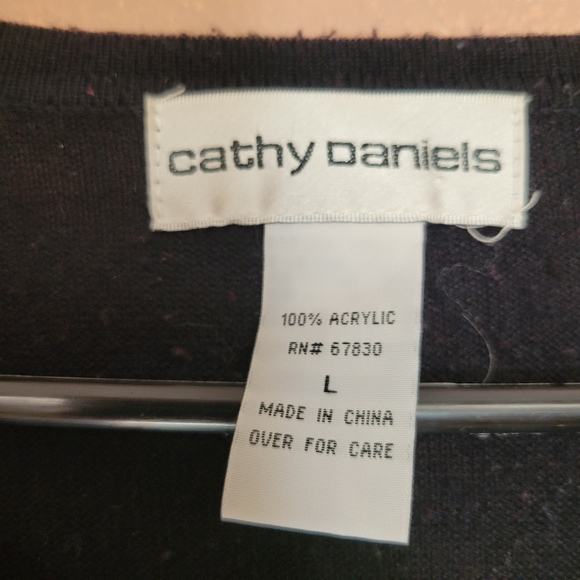 cathy Daniels
100% ACRYLIC
RN# 67830
L
MADE IN CHINA
OVER FOR CARE